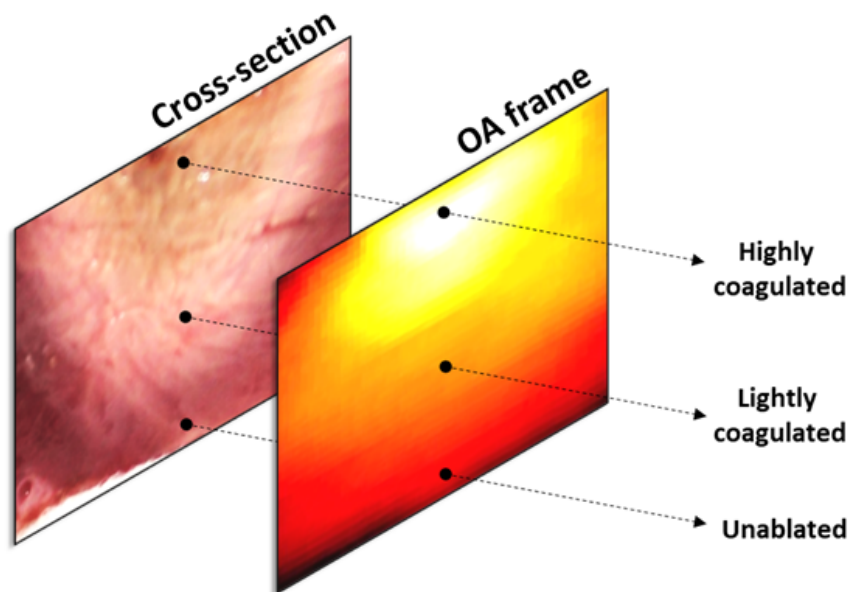 Cross-section
OA frame
Highly
coagulated
Lightly
coagulated
Unablated